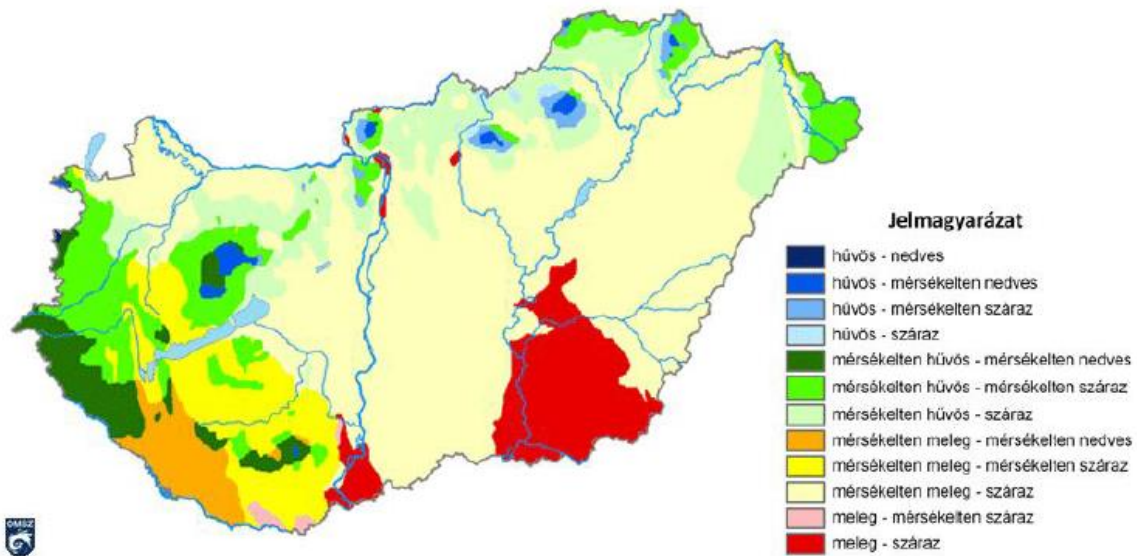 Jelmagyarázat
hűvös - nedves
hűvös - mérsékelten nedves
hűvös - mérsékelten száraz
hűvös - száraz
mérsékelten hűvös - mérsékelten nedves
mérsékelten hűvös - mérsékelten száraz
mérsékelten hűvös - száraz
mérsékelten meleg - mérsékelten nedves
mérsékelten meleg - mérsékelten száraz
mérsékelten meleg - száraz
meleg - mérsékelten száraz
meleg - száraz
OMSZ